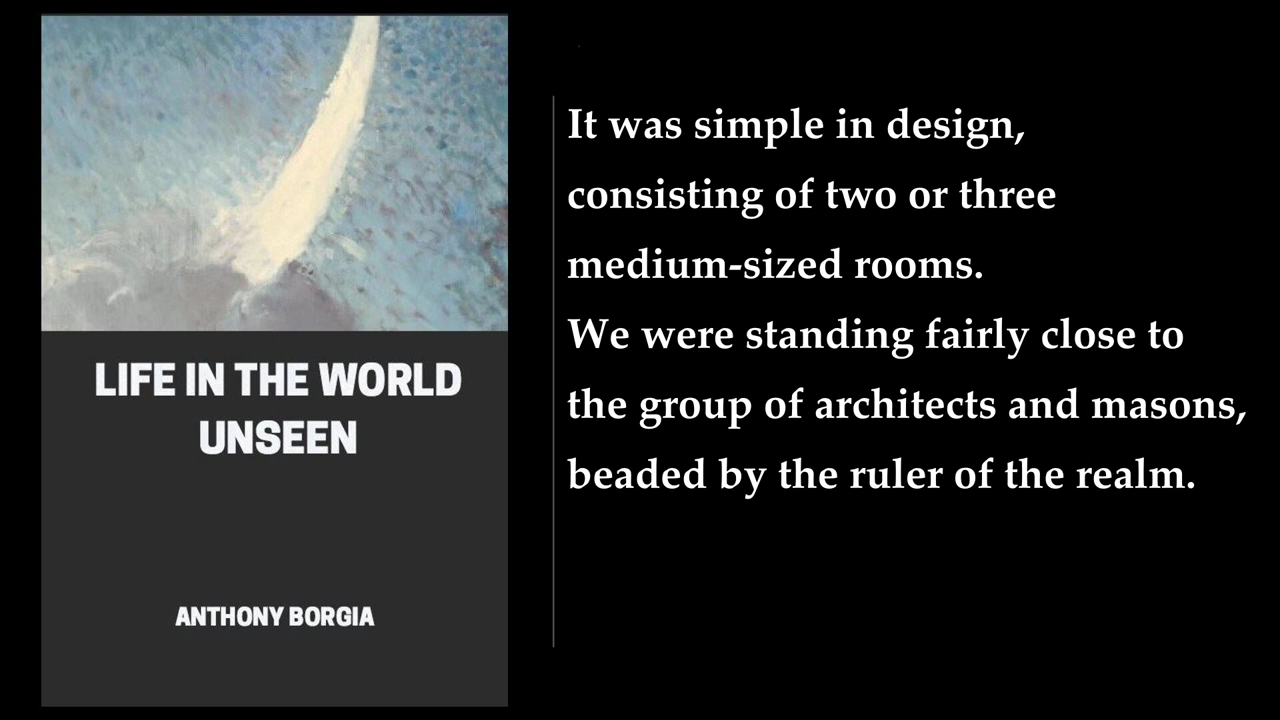 LIFE IN THE WORLD
UNSEEN
ANTHONY BORGIA
It was simple in design,
consisting of two or three
medium-sized rooms.
We were standing fairly close to
the group of architects and masons,
beaded by the ruler of the realm.